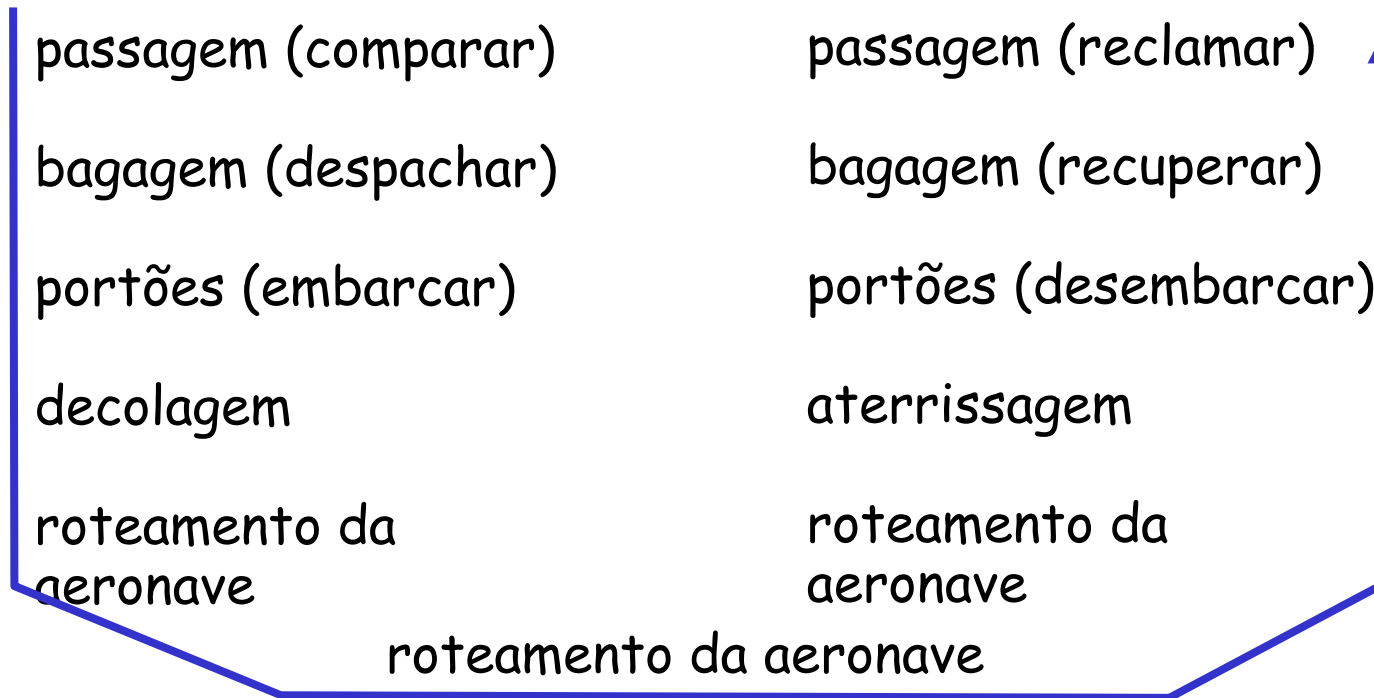 passagem (comparar)
bagagem (despachar)
portões (embarcar)
decolagem
roteamento da
aeronave
passagem (reclamar)
bagagem (recuperar)
portões (desembarcar)
aterrissagem
roteamento da
aeronave
roteamento da aeronave